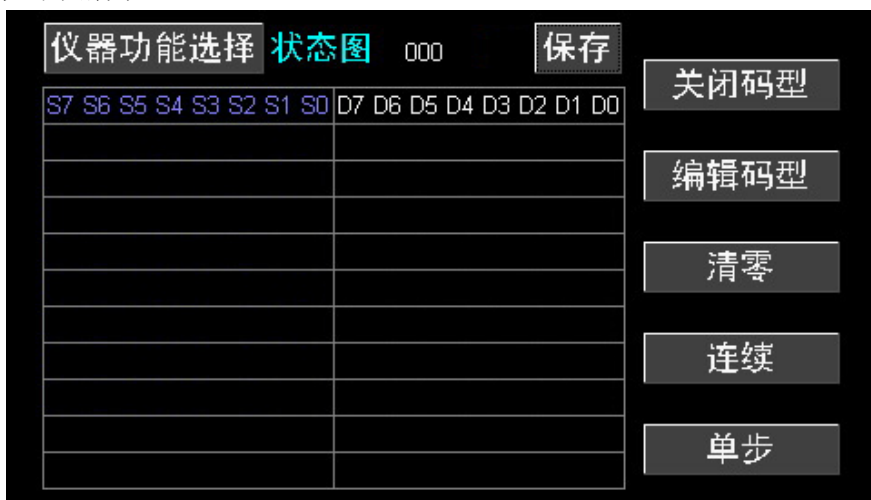 仪器功能选择 状态图 000 保存
关闭码型
S7 S6 S5 S4 S3 S2 S1 S0 D7 D6 D5 D4 D3 D2 D1 D0
编辑码型
清零
连续
单步